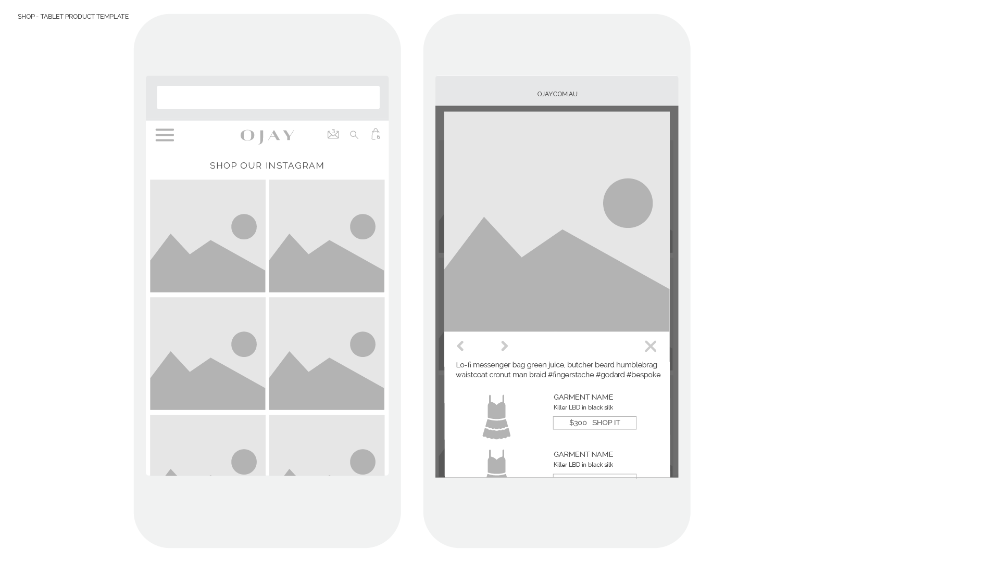 SHOP - TABLET PRODUCT TEMPLATE
OJAY
3
6
SHOP OUR INSTAGRAM
OJAY.COM.AU
Lo-fi messenger bag green juice, butcher beard humblebrag
waistcoat cronut man braid #fingerstache #godard #bespoke
GARMENT NAME
Killer LBD in black silk
$300 SHOP IT
GARMENT NAME
Killer LBD in black silk